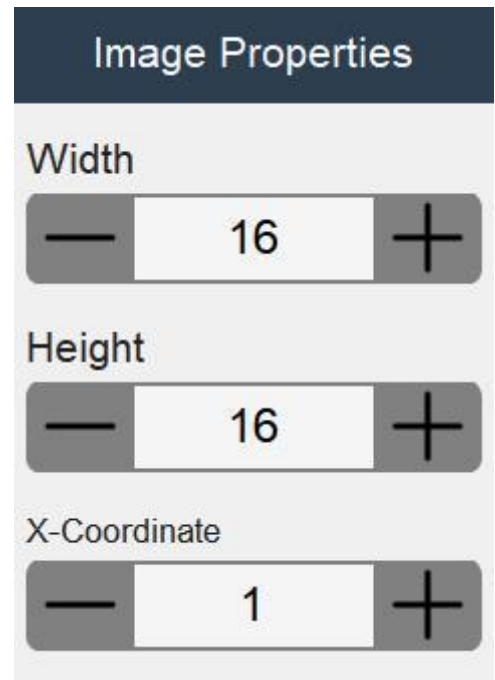 Image Properties
Width
16
Height
16
X-Coordinate
1